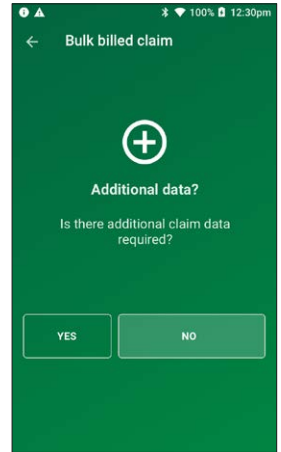 100% 12:30pm
Bulk billed claim
Additional data?
Is there additional claim data
required?
YES NO